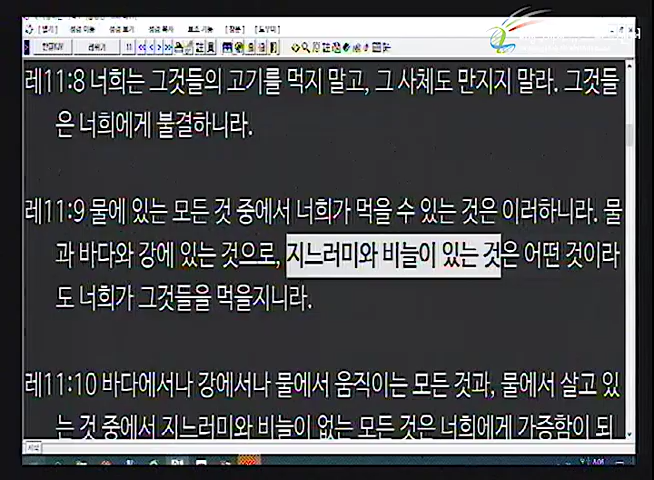 레11:8 너희는 그것들의 고기를 먹지 말고, 그 사체도 만지지 말라. 그것들
은 너희에게 불결하니라.
레11:9 물에 있는 모든 것 중에서 너희가 먹을 수 있는 것은 이러하니라. 물
과 바다와 강에 있는 것으로, 지느러미와 비늘이 있는 것은 어떤 것이라
도 너희가 그것들을 먹을지니라.
레11:10 바다에서나 강에서나 물에서 움직이는 모든 것과, 물에서 살고 있
는 것 중에서 지느러미와 비늘이 없는 모든 것은 너희에게 가증함이 되